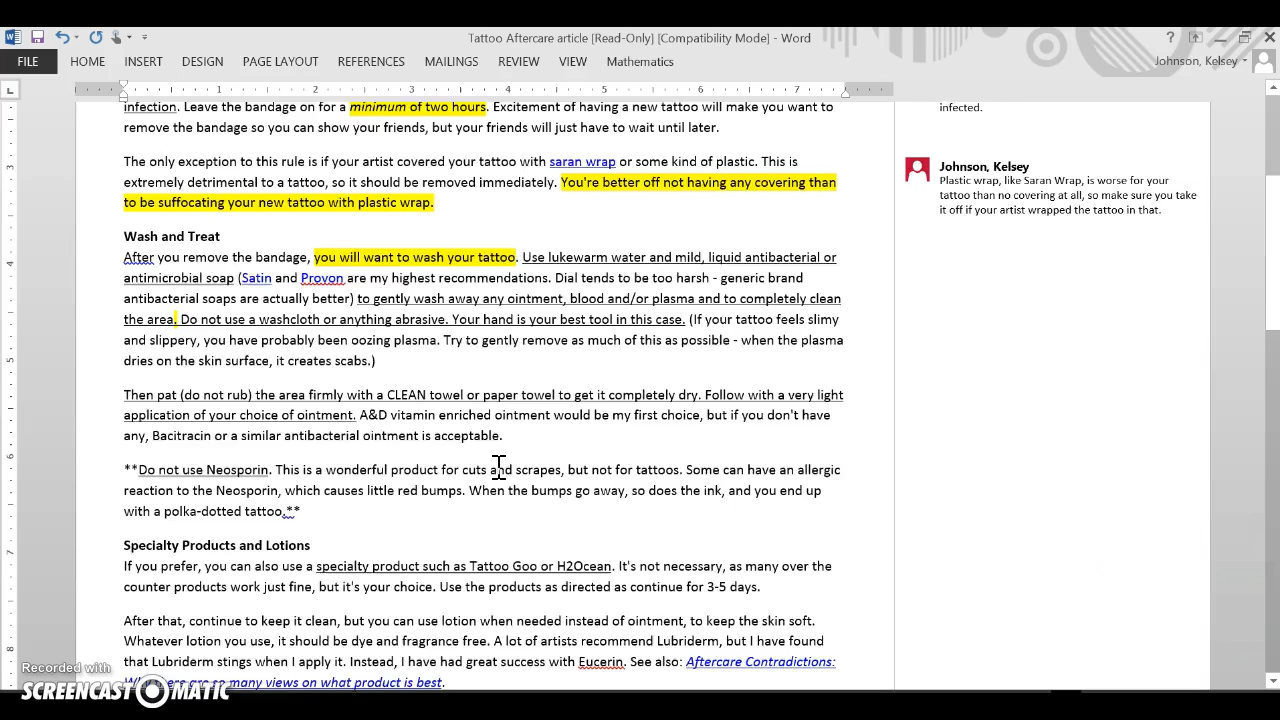 Tattoo Aftercare article [Read-Only] [Compatibility Mode] - Word
FILE HOME INSERT DESIGN PAGE LAYOUT REFERENCES MAILINGS REVIEW VIEW Mathematics Johnson, Kelsey
1 2 3 4 5 6 7
infection. Leave the bandage on for a minimum of two hours. Excitement of having a new tattoo will make you want to
remove the bandage so you can show your friends, but your friends will just have to wait until later.
The only exception to this rule is if your artist covered your tattoo with saran wrap or some kind of plastic. This is
extremely detrimental to a tattoo, so it should be removed immediately. You're better off not having any covering than
to be suffocating your new tattoo with plastic wrap.
Wash and Treat
After you remove the bandage, you will want to wash your tattoo. Use lukewarm water and mild, liquid antibacterial or
antimicrobial soap (Satin and Provon are my highest recommendations. Dial tends to be too harsh - generic brand
antibacterial soaps are actually better) to gently wash away any ointment, blood and/or plasma and to completely clean
the area. Do not use a washcloth or anything abrasive. Your hand is your best tool in this case. (If your tattoo feels slimy
and slippery, you have probably been oozing plasma. Try to gently remove as much of this as possible - when the plasma
dries on the skin surface, it creates scabs.)
Then pat (do not rub) the area firmly with a CLEAN towel or paper towel to get it completely dry. Follow with a very light
application of your choice of ointment. A&D vitamin enriched ointment would be my first choice, but if you don't have
any, Bacitracin or a similar antibacterial ointment is acceptable.
**Do not use Neosporin. This is a wonderful product for cuts and scrapes, but not for tattoos. Some can have an allergic
reaction to the Neosporin, which causes little red bumps. When the bumps go away, so does the ink, and you end up
with a polka-dotted tattoo.**
Specialty Products and Lotions
If you prefer, you can also use a specialty product such as Tattoo Goo or H2Ocean. It's not necessary, as many over the
counter products work just fine, but it's your choice. Use the products as directed as continue for 3-5 days.
After that, continue to keep it clean, but you can use lotion when needed instead of ointment, to keep the skin soft.
Whatever lotion you use, it should be dye and fragrance free. A lot of artists recommend Lubriderm, but I have found
that Lubriderm stings when I apply it. Instead, I have had great success with Eucerin. See also: Aftercare Contradictions:
are so many views on what product is best.
infected.
Johnson, Kelsey
Plastic wrap, like Saran Wrap, is worse for your
tattoo than no covering at all, so make sure you take
it off if your artist wrapped the tattoo in that.
3
4
5
6
7
8
Recorded with
SCREENCAST MATIC